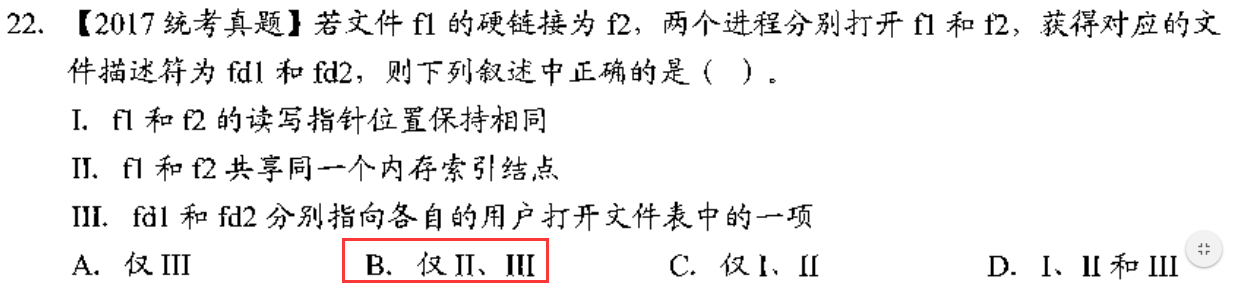 22. 【2017统考真题】若文件 f1 的硬链接为 f2，两个进程分别打开 f1 和 f2，获得对应的文
件描述符为 fd1 和 fd2，则下列叙述中正确的是（ ）。
I. f1 和 f2 的读写指针位置保持相同
II. f1 和 f2 共享同一个内存索引结点
III. fd1 和 fd2 分别指向各自的用户打开文件表中的一项
A. 仅 III B. 仅 II、III C. 仅 I、II D. I、II 和 III